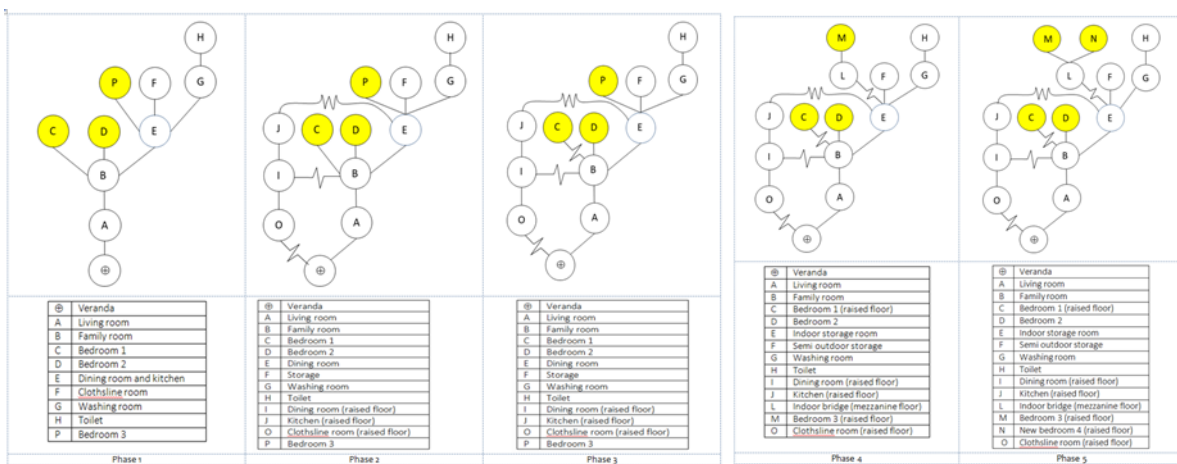 H
P F G
C D E
B
A
⊕
⊕ Veranda
A Living room
B Family room
C Bedroom 1
D Bedroom 2
E Dining room and kitchen
F Clothsline room
G Washing room
H Toilet
P Bedroom 3
Phase 1
H
P F G
J C D E
I B
O A
⊕
⊕ Veranda
A Living room
B Family room
C Bedroom 1
D Bedroom 2
E Dining room
F Storage
G Washing room
H Toilet
I Dining room (raised floor)
J Kitchen (raised floor)
O Clothsline room (raised floor)
P Bedroom 3
Phase 2
H
P F G
J C D E
I B
O A
⊕
⊕ Veranda
A Living room
B Family room
C Bedroom 1
D Bedroom 2
E Dining room
F Storage
G Washing room
H Toilet
I Dining room (raised floor)
J Kitchen (raised floor)
O Clothsline room (raised floor)
P Bedroom 3
Phase 3
M H
L F G
J C D E
I B
O A
⊕
⊕ Veranda
A Living room
B Family room
C Bedroom 1 (raised floor)
D Bedroom 2
E Indoor storage room
F Semi outdoor storage
G Washing room
H Toilet
I Dining room (raised floor)
J Kitchen (raised floor)
L Indoor bridge (mezzanine floor)
M Bedroom 3 (raised floor)
O Clothsline room (raised floor)
Phase 4
M N H
L F G
J C D E
I B
O A
⊕
⊕ Veranda
A Living room
B Family room
C Bedroom 1 (raised floor)
D Bedroom 2
E Indoor storage room
F Semi outdoor storage
G Washing room
H Toilet
I Dining room (raised floor)
J Kitchen (raised floor)
L Indoor bridge (mezzanine floor)
M Bedroom 3 (raised floor)
N New bedroom 4 (raised floor)
O Clothsline room (raised floor)
Phase 5